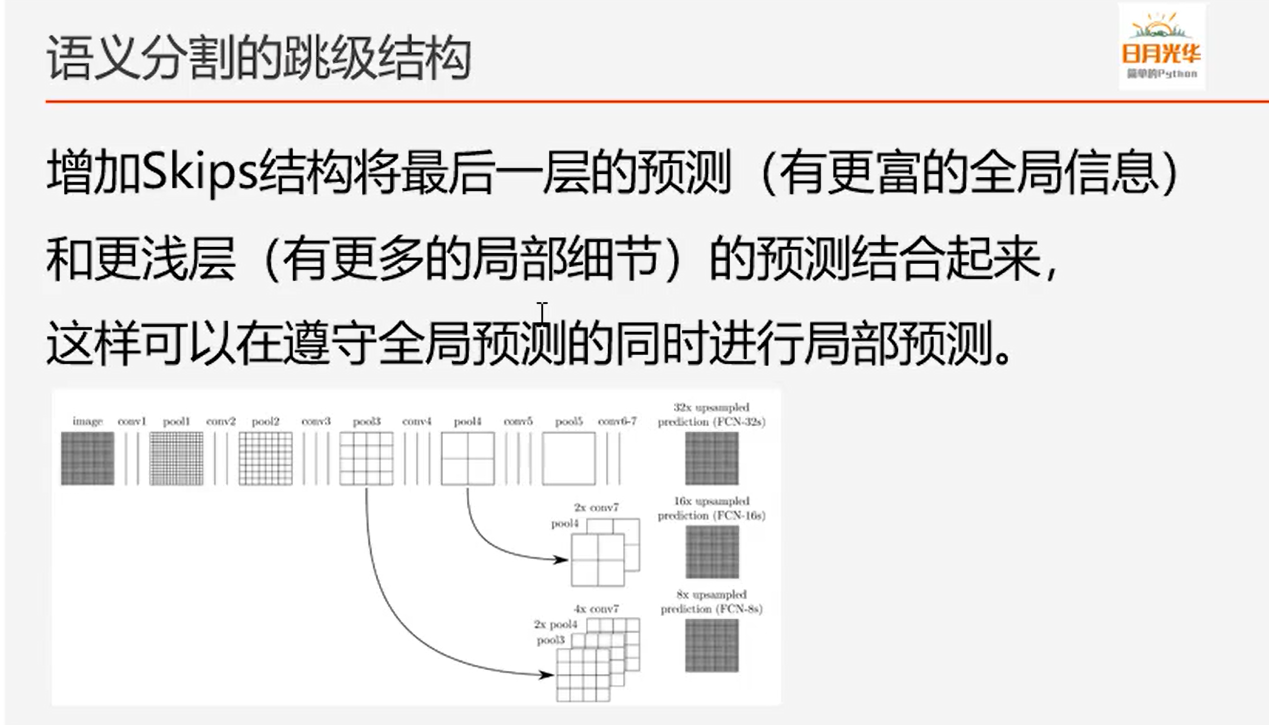 语义分割的跳级结构
日月光华
简单的Python
增加Skips结构将最后一层的预测（有更富的全局信息）
和更浅层（有更多的局部细节）的预测结合起来，
这样可以在遵守全局预测的同时进行局部预测。
image conv1 pool1 conv2 pool2 conv3 pool3 conv4 pool4 conv5 pool5 conv6-7
32x upsampled
prediction (FCN-32s)
16x upsampled
prediction (FCN-16s)
2x conv7
pool4
8x upsampled
prediction (FCN-8s)
4x conv7
2x pool4
pool3